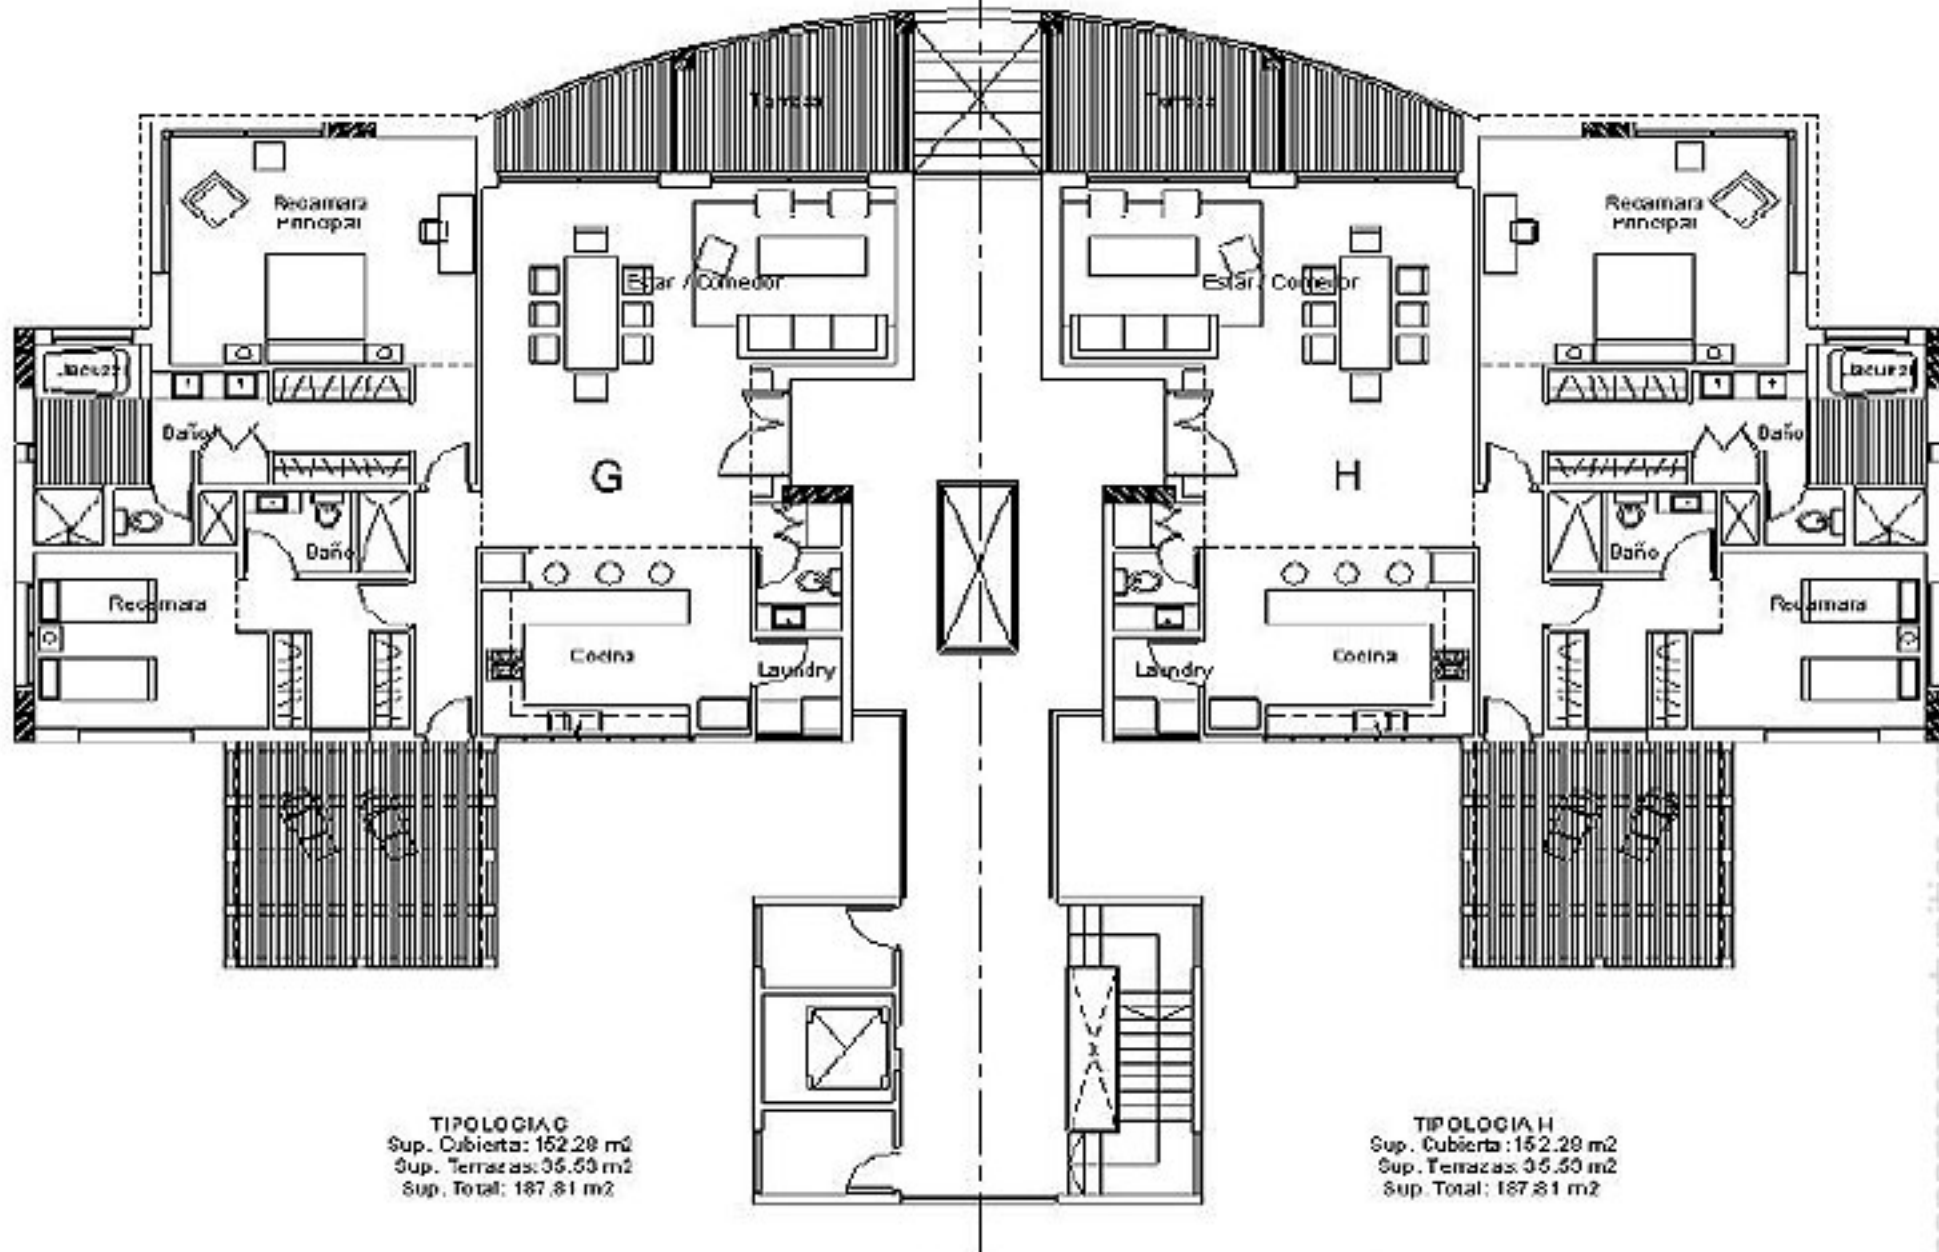 Terraza
Terraza
Recamara
Principal
Recamara
Principal
Estar / Comedor
Estar / Comedor
Jacuzzi
Jacuzzi
Baño
Baño
G
H
Baño
Baño
Recamara
Recamara
Cocina
Cocina
Laundry
Laundry
TIPOLOGIA G
Sup. Cubierta: 152.28 m2
Sup. Terrazas: 35.53 m2
Sup. Total: 187.81 m2
TIPOLOGIA H
Sup. Cubierta: 152.28 m2
Sup. Terrazas: 35.53 m2
Sup. Total: 187.81 m2